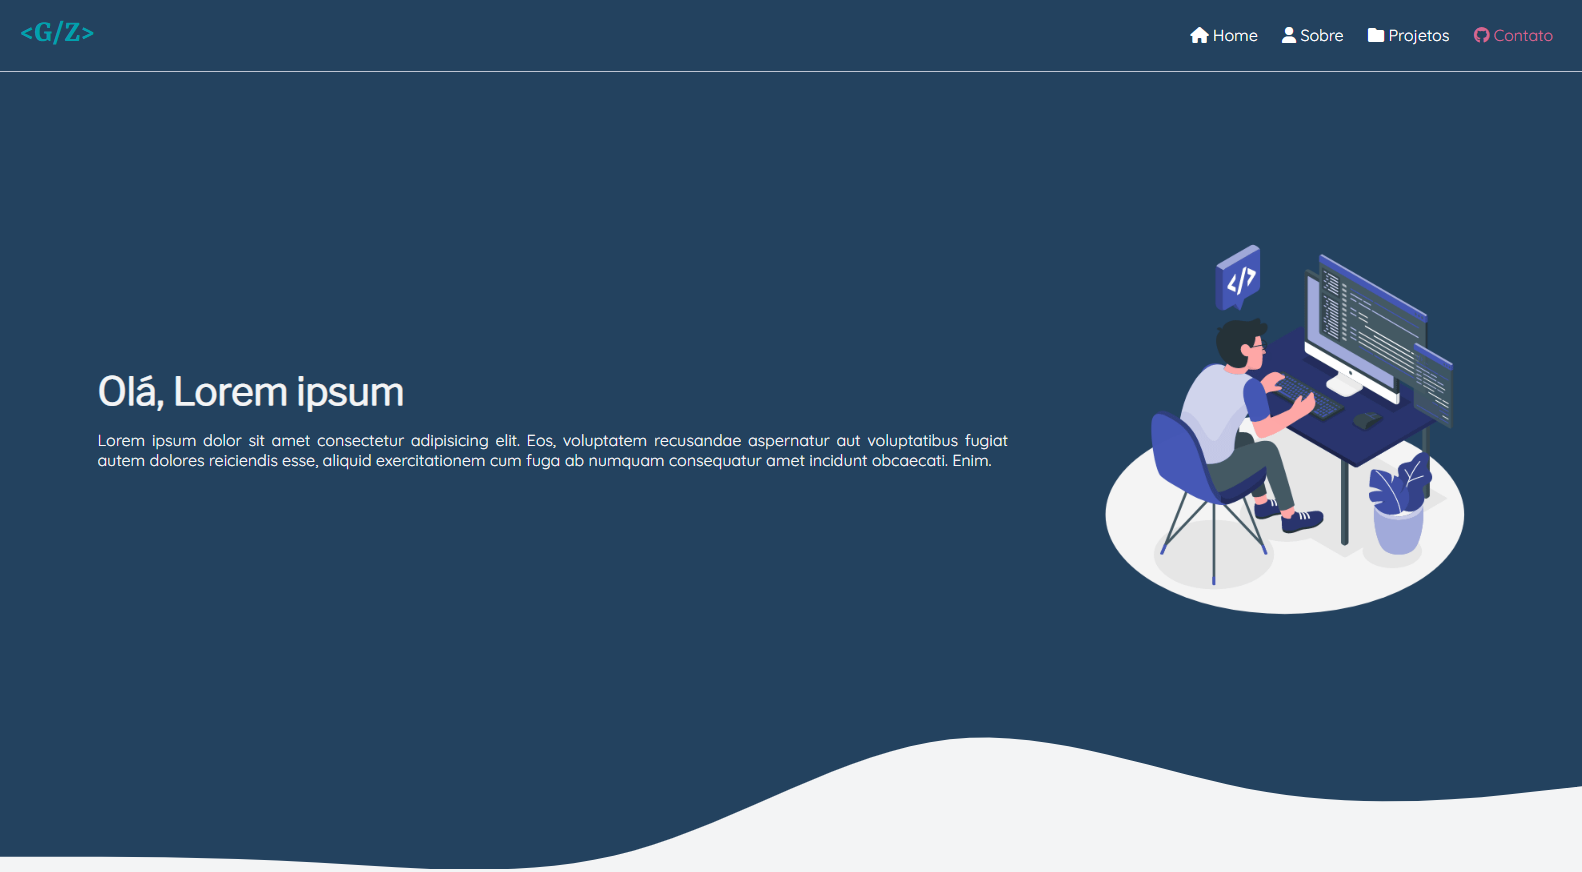 <G/Z>
Home Sobre Projetos Contato
</>
Olá, Lorem ipsum
Lorem ipsum dolor sit amet consectetur adipisicing elit. Eos, voluptatem recusandae aspernatur aut voluptatibus fugiat
autem dolores reiciendis esse, aliquid exercitationem cum fuga ab numquam consequatur amet incidunt obcaecati. Enim.